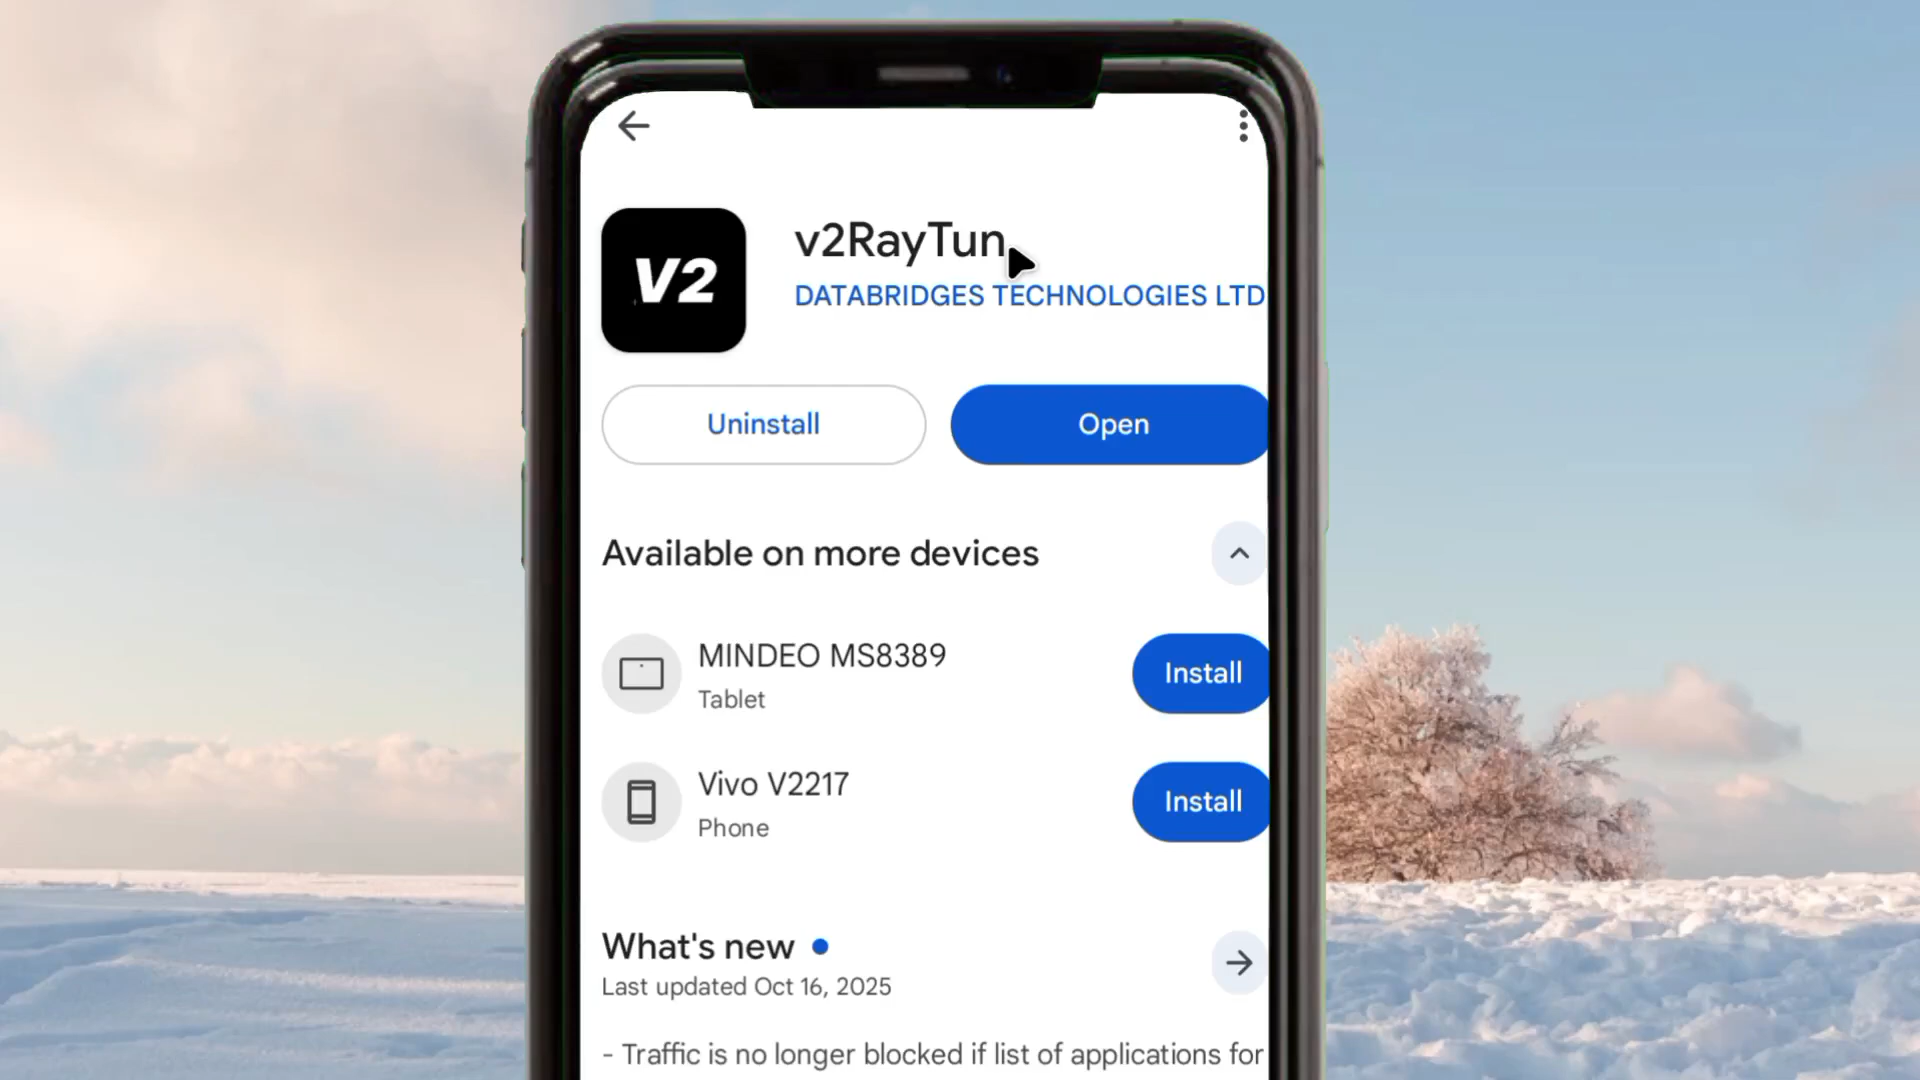 V2
v2RayTun
DATABRIDGES TECHNOLOGIES LTD
Uninstall
Open
Available on more devices
MINDEO MS8389
Tablet
Install
Vivo V2217
Phone
Install
What's new
Last updated Oct 16, 2025
- Traffic is no longer blocked if list of applications for